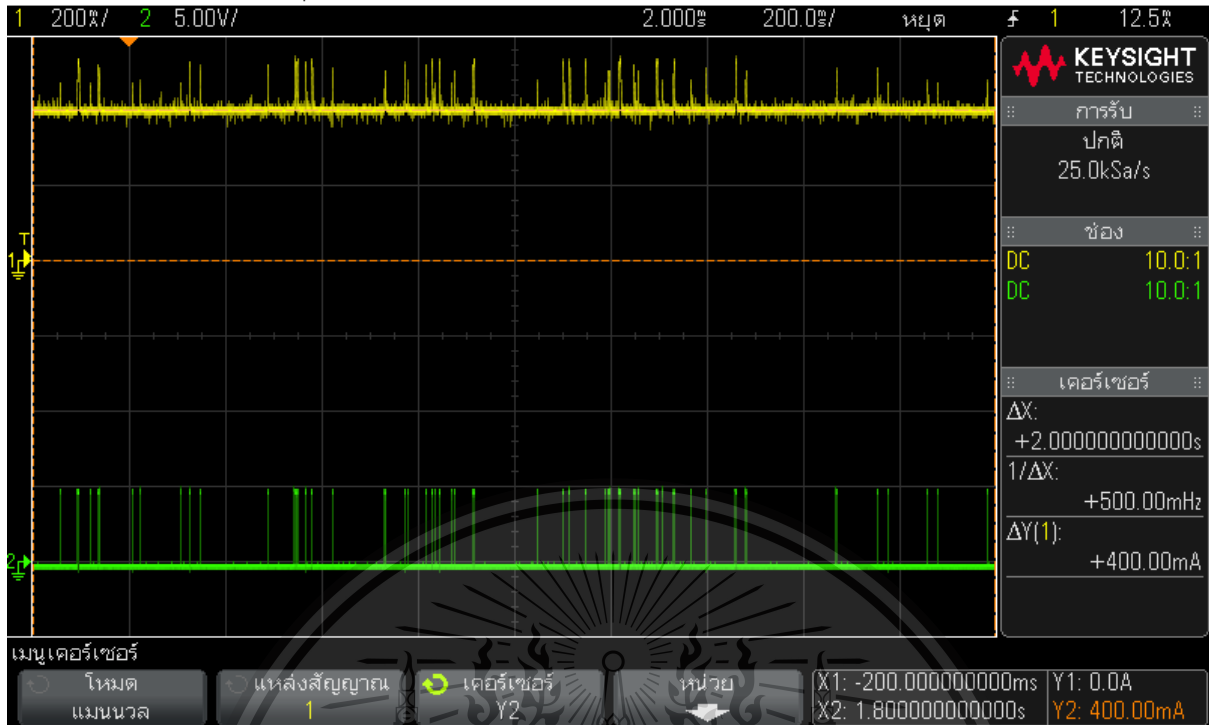 1 200ᵐᴬ/ 2 5.00V/ 2.000ˢ 200.0ᵐˢ/ หยุด 1 12.5ᵐᴬ
KEYSIGHT
TECHNOLOGIES
การรับ
ปกติ
25.0kSa/s
ช่อง
DC 10.0:1
DC 10.0:1
เคอร์เซอร์
ΔX:
+2.000000000000s
1/ΔX:
+500.00mHz
ΔY(1):
+400.00mA
T
1
2
เมนูเคอร์เซอร์
โหมด
แมนนวล
แหล่งสัญญาณ
1
เคอร์เซอร์
Y2
หน่วย
X1: -200.000000000ms
X2: 1.800000000000s
Y1: 0.0A
Y2: 400.00mA